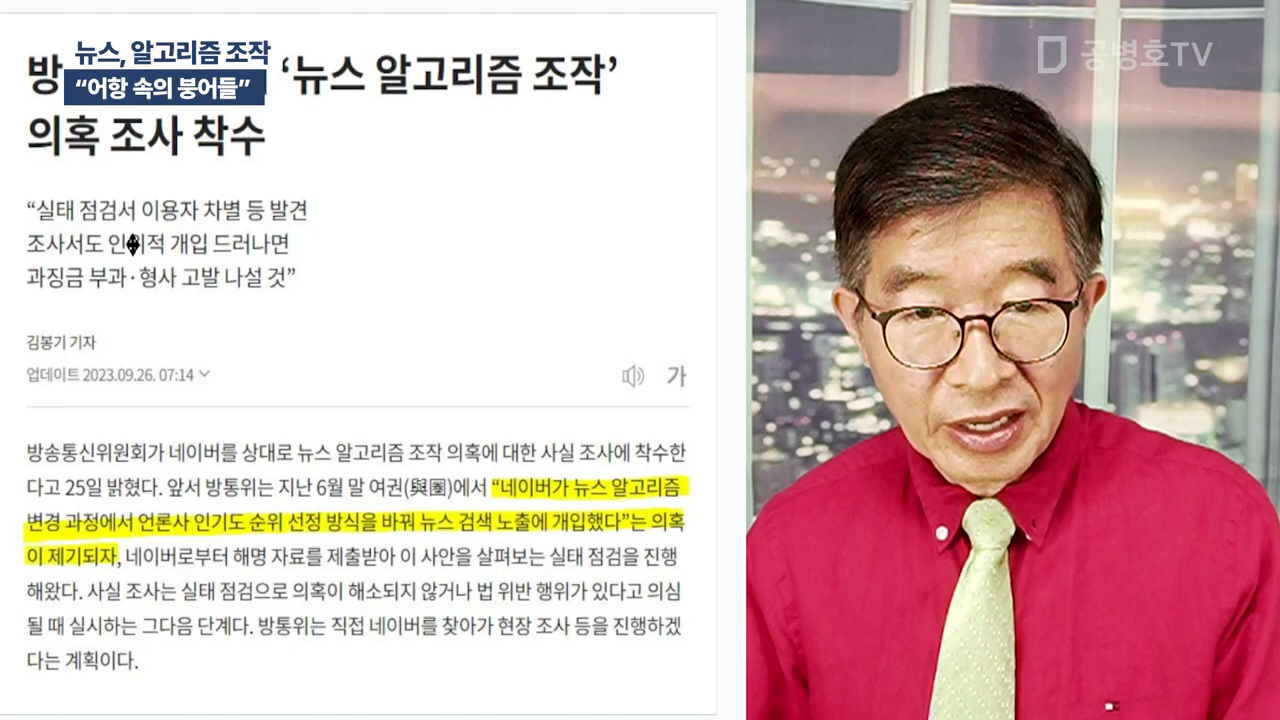 뉴스, 알고리즘 조작
“어항 속의 붕어들”
방 ‘뉴스 알고리즘 조작’
의혹 조사 착수
“실태 점검서 이용자 차별 등 발견
조사서도 적 개입 드러나면
과징금 부과·형사 고발 나설 것”
김봉기 기자
업데이트 2023.09.26. 07:14
가
방송통신위원회가 네이버를 상대로 뉴스 알고리즘 조작 의혹에 대한 사실 조사에 착수한
다고 25일 밝혔다. 앞서 방통위는 지난 6월 말 여권(與圈)에서 “네이버가 뉴스 알고리즘
변경 과정에서 언론사 인기도 순위 선정 방식을 바꿔 뉴스 검색 노출에 개입했다”는 의혹
이 제기되자, 네이버로부터 해명 자료를 제출받아 이 사안을 살펴보는 실태 점검을 진행
해왔다. 사실 조사는 실태 점검으로 의혹이 해소되지 않거나 법 위반 행위가 있다고 의심
될 때 실시하는 그다음 단계다. 방통위는 직접 네이버를 찾아가 현장 조사 등을 진행하겠
다는 계획이다.
공병호TV